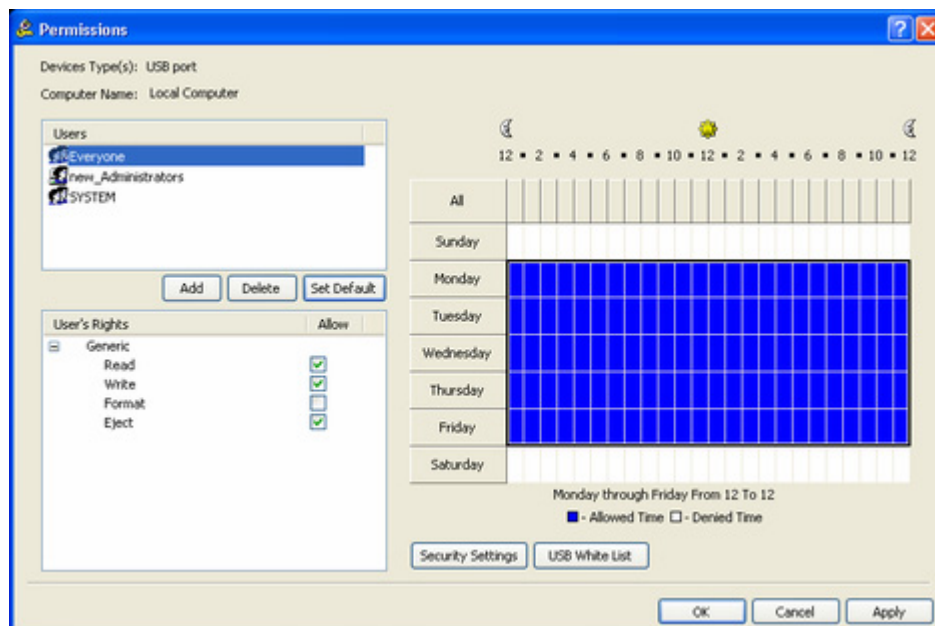 Permissions
Devices Type(s): USB port
Computer Name: Local Computer
Users
Everyone
new_Administrators
SYSTEM
Add Delete Set Default
User's Rights Allow
Generic
Read
Write
Format
Eject
12 • 2 • 4 • 6 • 8 • 10 • 12 • 2 • 4 • 6 • 8 • 10 • 12
All
Sunday
Monday
Tuesday
Wednesday
Thursday
Friday
Saturday
Monday through Friday From 12 To 12
- Allowed Time - Denied Time
Security Settings USB White List
OK Cancel Apply